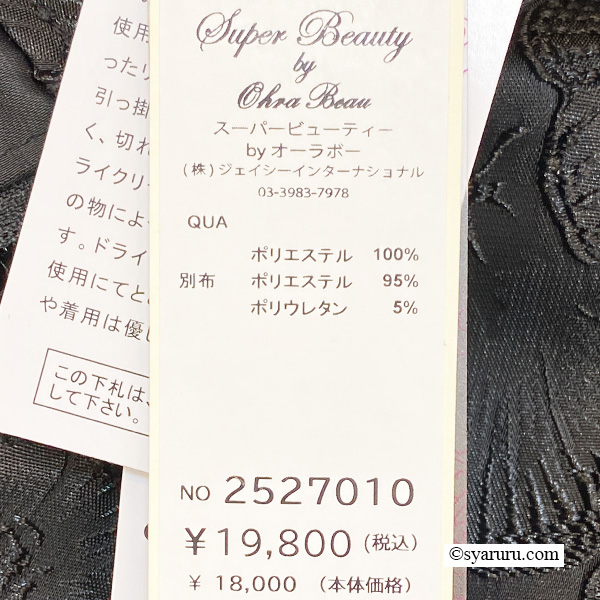 Super Beauty
by
Ohra Beau
スーパービューティー
by オーラボー
(株)ジェイシーインターナショナル
03-3983-7978
QUA
ポリエステル 100%
別布 ポリエステル 95%
ポリウレタン 5%
NO 2527010
¥19,800 (税込)
¥ 18,000 (本体価格)
使用
ったり
引っ掛
く、切れ
ライクリ
の物によ
す。ドライ
使用にてと
や着用は優し
この下札は、
して下さい。
©syaruru.com